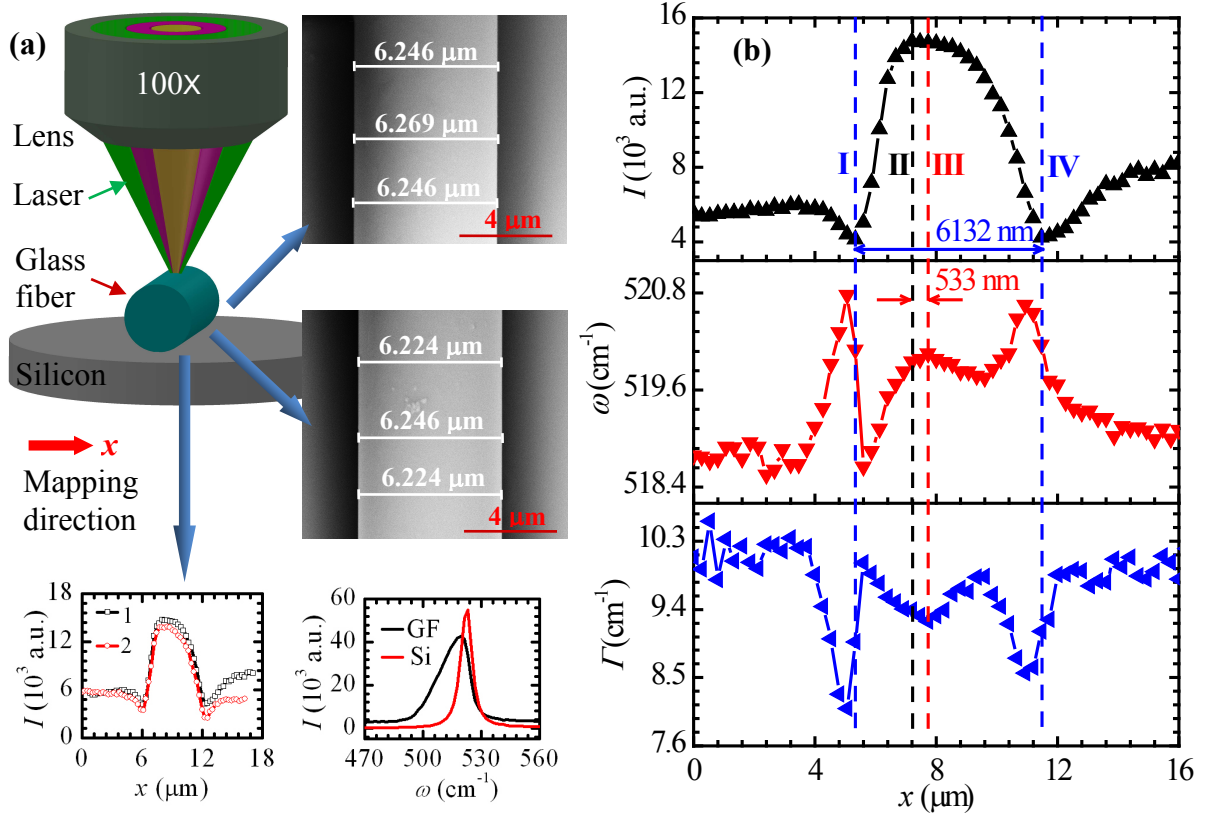 (a)
100X
Lens
Laser
Glass
fiber
Silicon
x
Mapping
direction
6.246 μm
6.269 μm
6.246 μm
4 μm
6.224 μm
6.246 μm
6.224 μm
4 μm
18
12
6
0
I (10³ a.u.)
1
2
0 6 12 18
x (μm)
60
40
20
0
I (10³ a.u.)
GF
Si
470 500 530 560
ω (cm⁻¹)
(b)
16
12
8
4
I (10³ a.u.)
I II III IV
6132 nm
520.8
519.6
518.4
ω(cm⁻¹)
533 nm
10.3
9.4
8.5
7.6
Γ(cm⁻¹)
0 4 8 12 16
x (μm)